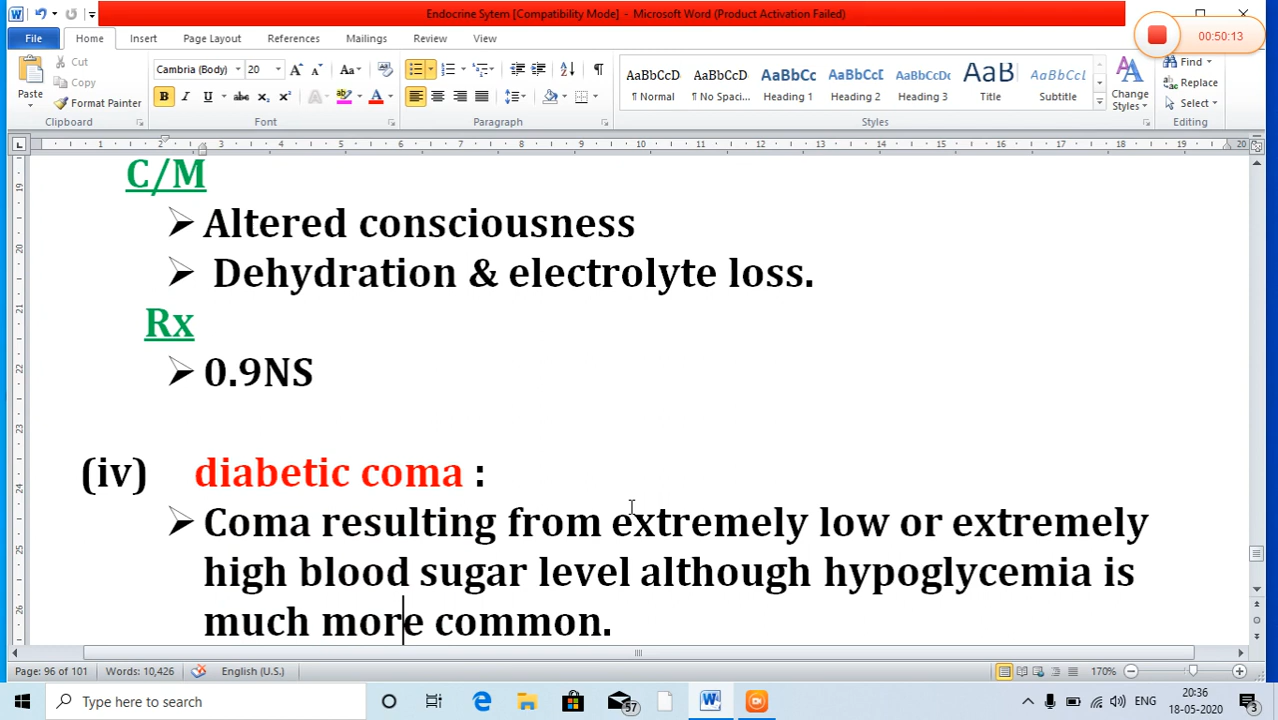 Endocrine Sytem [Compatibility Mode] - Microsoft Word (Product Activation Failed)
00:50:13
File Home Insert Page Layout References Mailings Review View
Paste
Cut
Copy
Format Painter
Clipboard
Cambria (Body) 20
Font
Paragraph
AaBbCcD AaBbCcD AaBbCc AaBbCcD AaBbCcDc AaB AaBbCcl
¶ Normal ¶ No Spaci... Heading 1 Heading 2 Heading 3 Title Subtitle
Styles
Change Styles
Find
Replace
Select
Editing
C/M
➢ Altered consciousness
➢ Dehydration & electrolyte loss.
Rx
➢ 0.9NS
(iv) diabetic coma :
➢ Coma resulting from extremely low or extremely
high blood sugar level although hypoglycemia is
much more common.
Page: 96 of 101 Words: 10,426 English (U.S.) 170%
Type here to search
57
ENG
20:36
18-05-2020
3